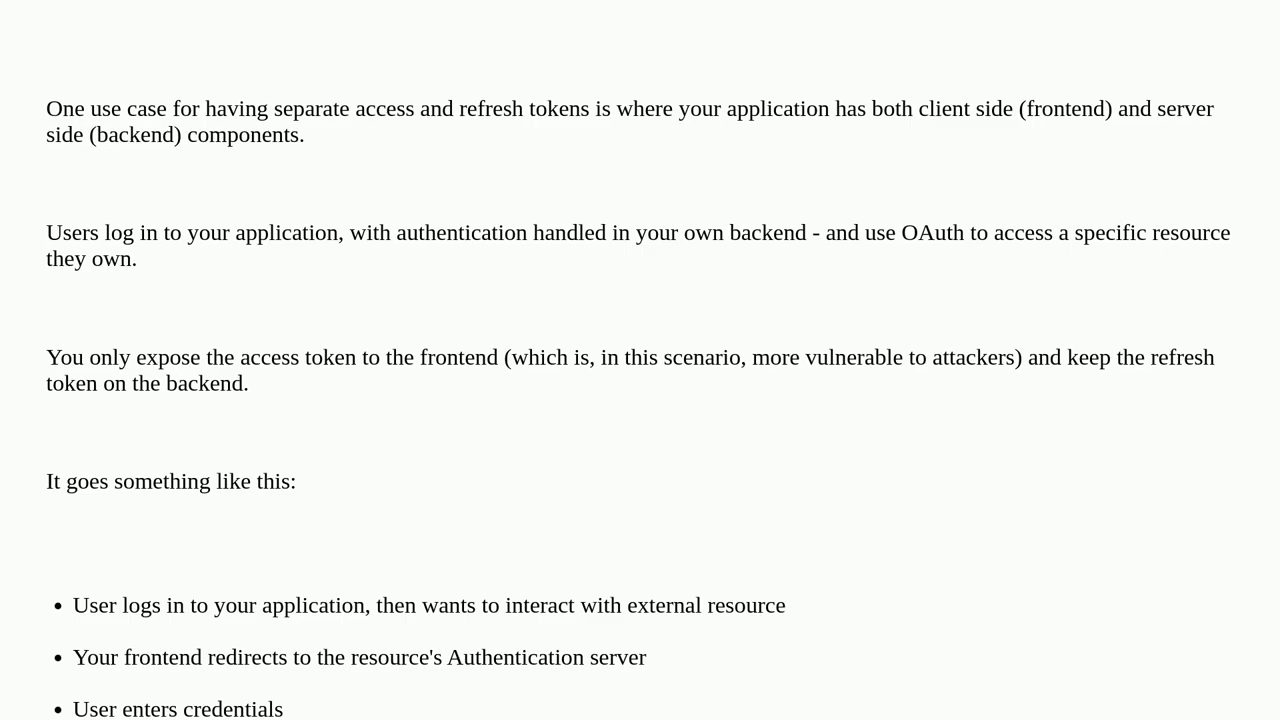 One use case for having separate access and refresh tokens is where your application has both client side (frontend) and server
side (backend) components.
Users log in to your application, with authentication handled in your own backend - and use OAuth to access a specific resource
they own.
You only expose the access token to the frontend (which is, in this scenario, more vulnerable to attackers) and keep the refresh
token on the backend.
It goes something like this:
• User logs in to your application, then wants to interact with external resource
• Your frontend redirects to the resource's Authentication server
• User enters credentials